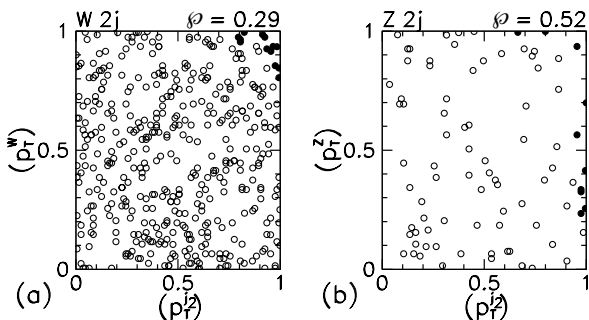 W 2j ℘ = 0.29
1
0.5
0
(p_T^W)
0 0.5 1
(p_T^{j2})
(a)
Z 2j ℘ = 0.52
1
0.5
0
(p_T^Z)
0 0.5 1
(p_T^{j2})
(b)